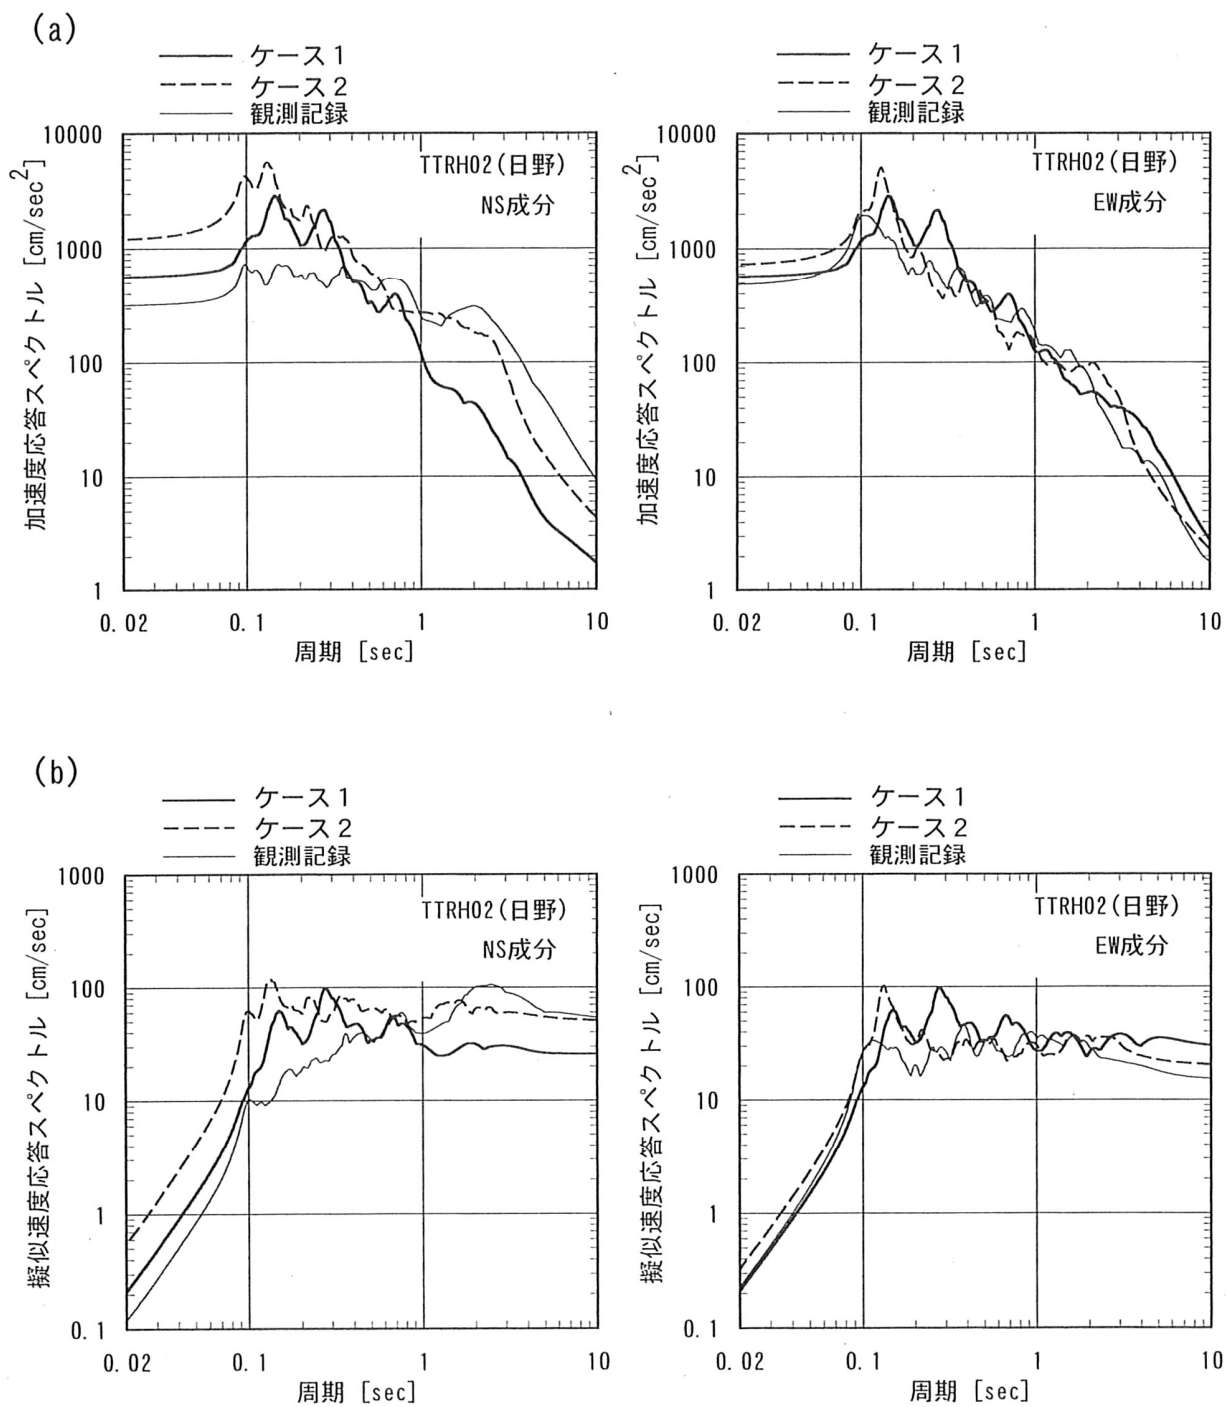 (a)
ケース1
ケース2
観測記録
10000
1000
100
10
1
加速度応答スペクトル [cm/sec2]
TTRH02(日野)
NS成分
0.02
0.1
1
10
周期 [sec]
ケース1
ケース2
観測記録
10000
1000
100
10
1
加速度応答スペクトル [cm/sec2]
TTRH02(日野)
EW成分
0.02
0.1
1
10
周期 [sec]
(b)
ケース1
ケース2
観測記録
1000
100
10
1
0.1
擬似速度応答スペクトル [cm/sec]
TTRH02(日野)
NS成分
0.02
0.1
1
10
周期 [sec]
ケース1
ケース2
観測記録
1000
100
10
1
0.1
擬似速度応答スペクトル [cm/sec]
TTRH02(日野)
EW成分
0.02
0.1
1
10
周期 [sec]